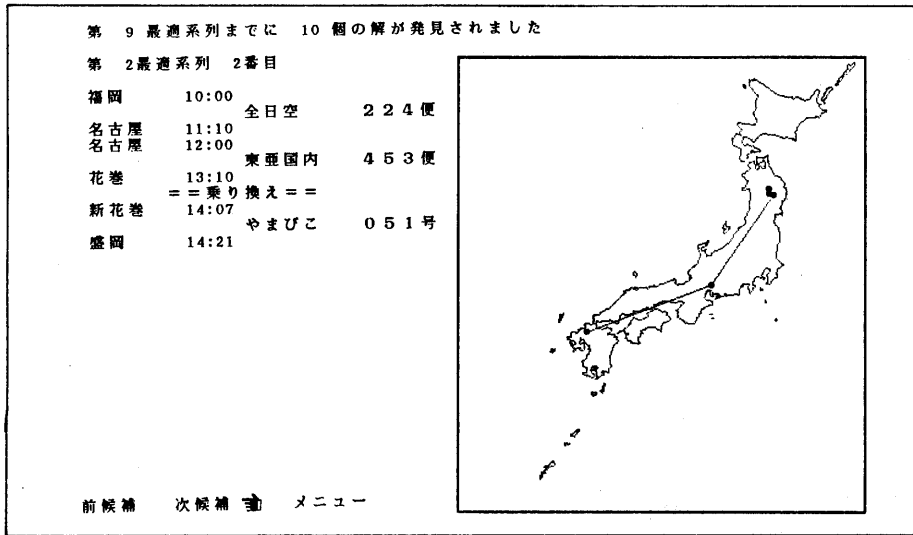 第 9 最適系列までに 10 個の解が発見されました
第 2最適系列 2番目
福岡 10:00
全日空 224便
名古屋 11:10
名古屋 12:00
東亜国内 453便
花巻 13:10
==乗り換え==
新花巻 14:07
やまびこ 051号
盛岡 14:21
前候補 次候補 メニュー